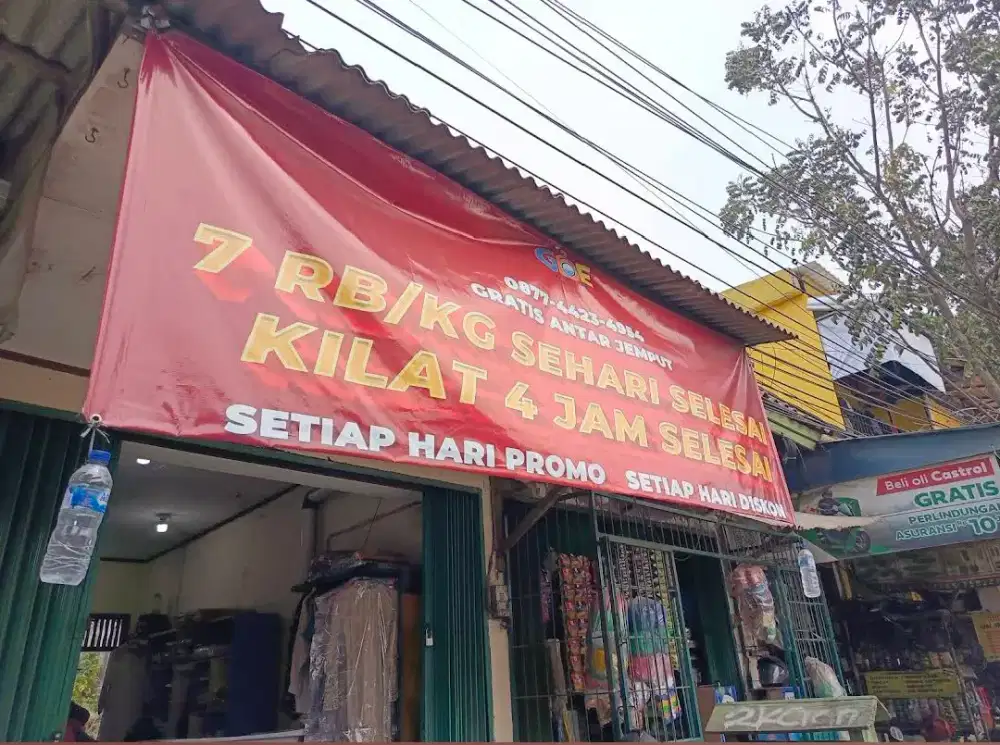 GOE
0877-4423-4954
GRATIS ANTAR JEMPUT
7 RB/KG SEHARI SELESAI
KILAT 4 JAM SELESAI
SETIAP HARI PROMO SETIAP HARI DISKON
Beli oli Castrol
GRATIS
PERLINDUNGAN
ASURANSI